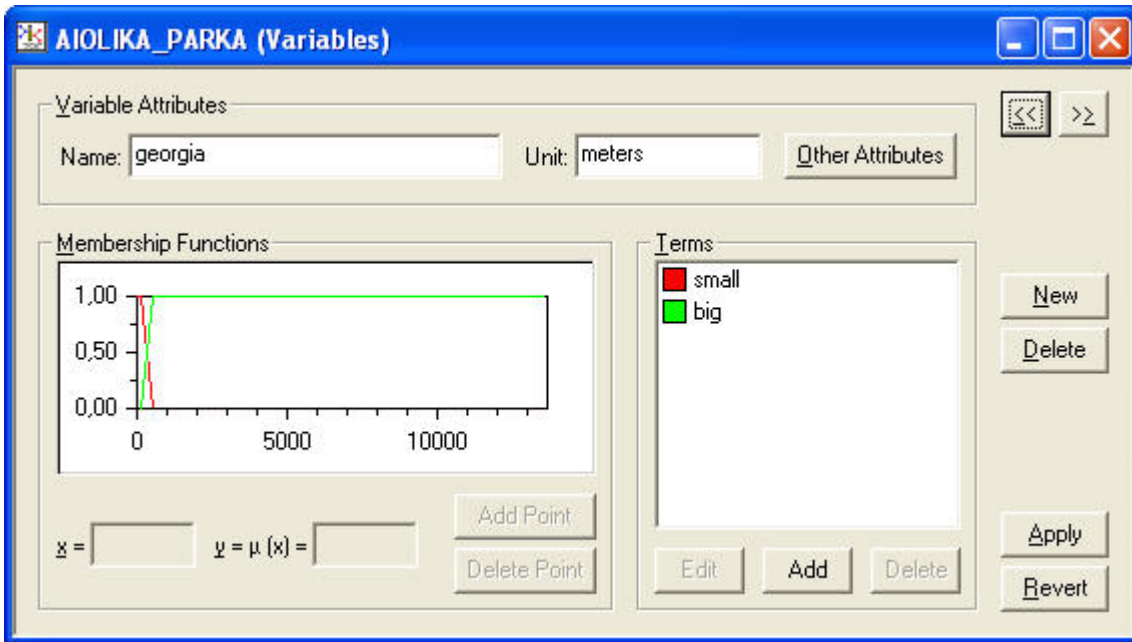 AIOLIKA_PARKA (Variables)
Variable Attributes
<< >>
Name: georgia Unit: meters Other Attributes
Membership Functions
Terms
1,00
0,50
0,00
0 5000 10000
small
big
New
Delete
x = y = µ (x) =
Add Point
Delete Point
Edit Add Delete
Apply
Revert